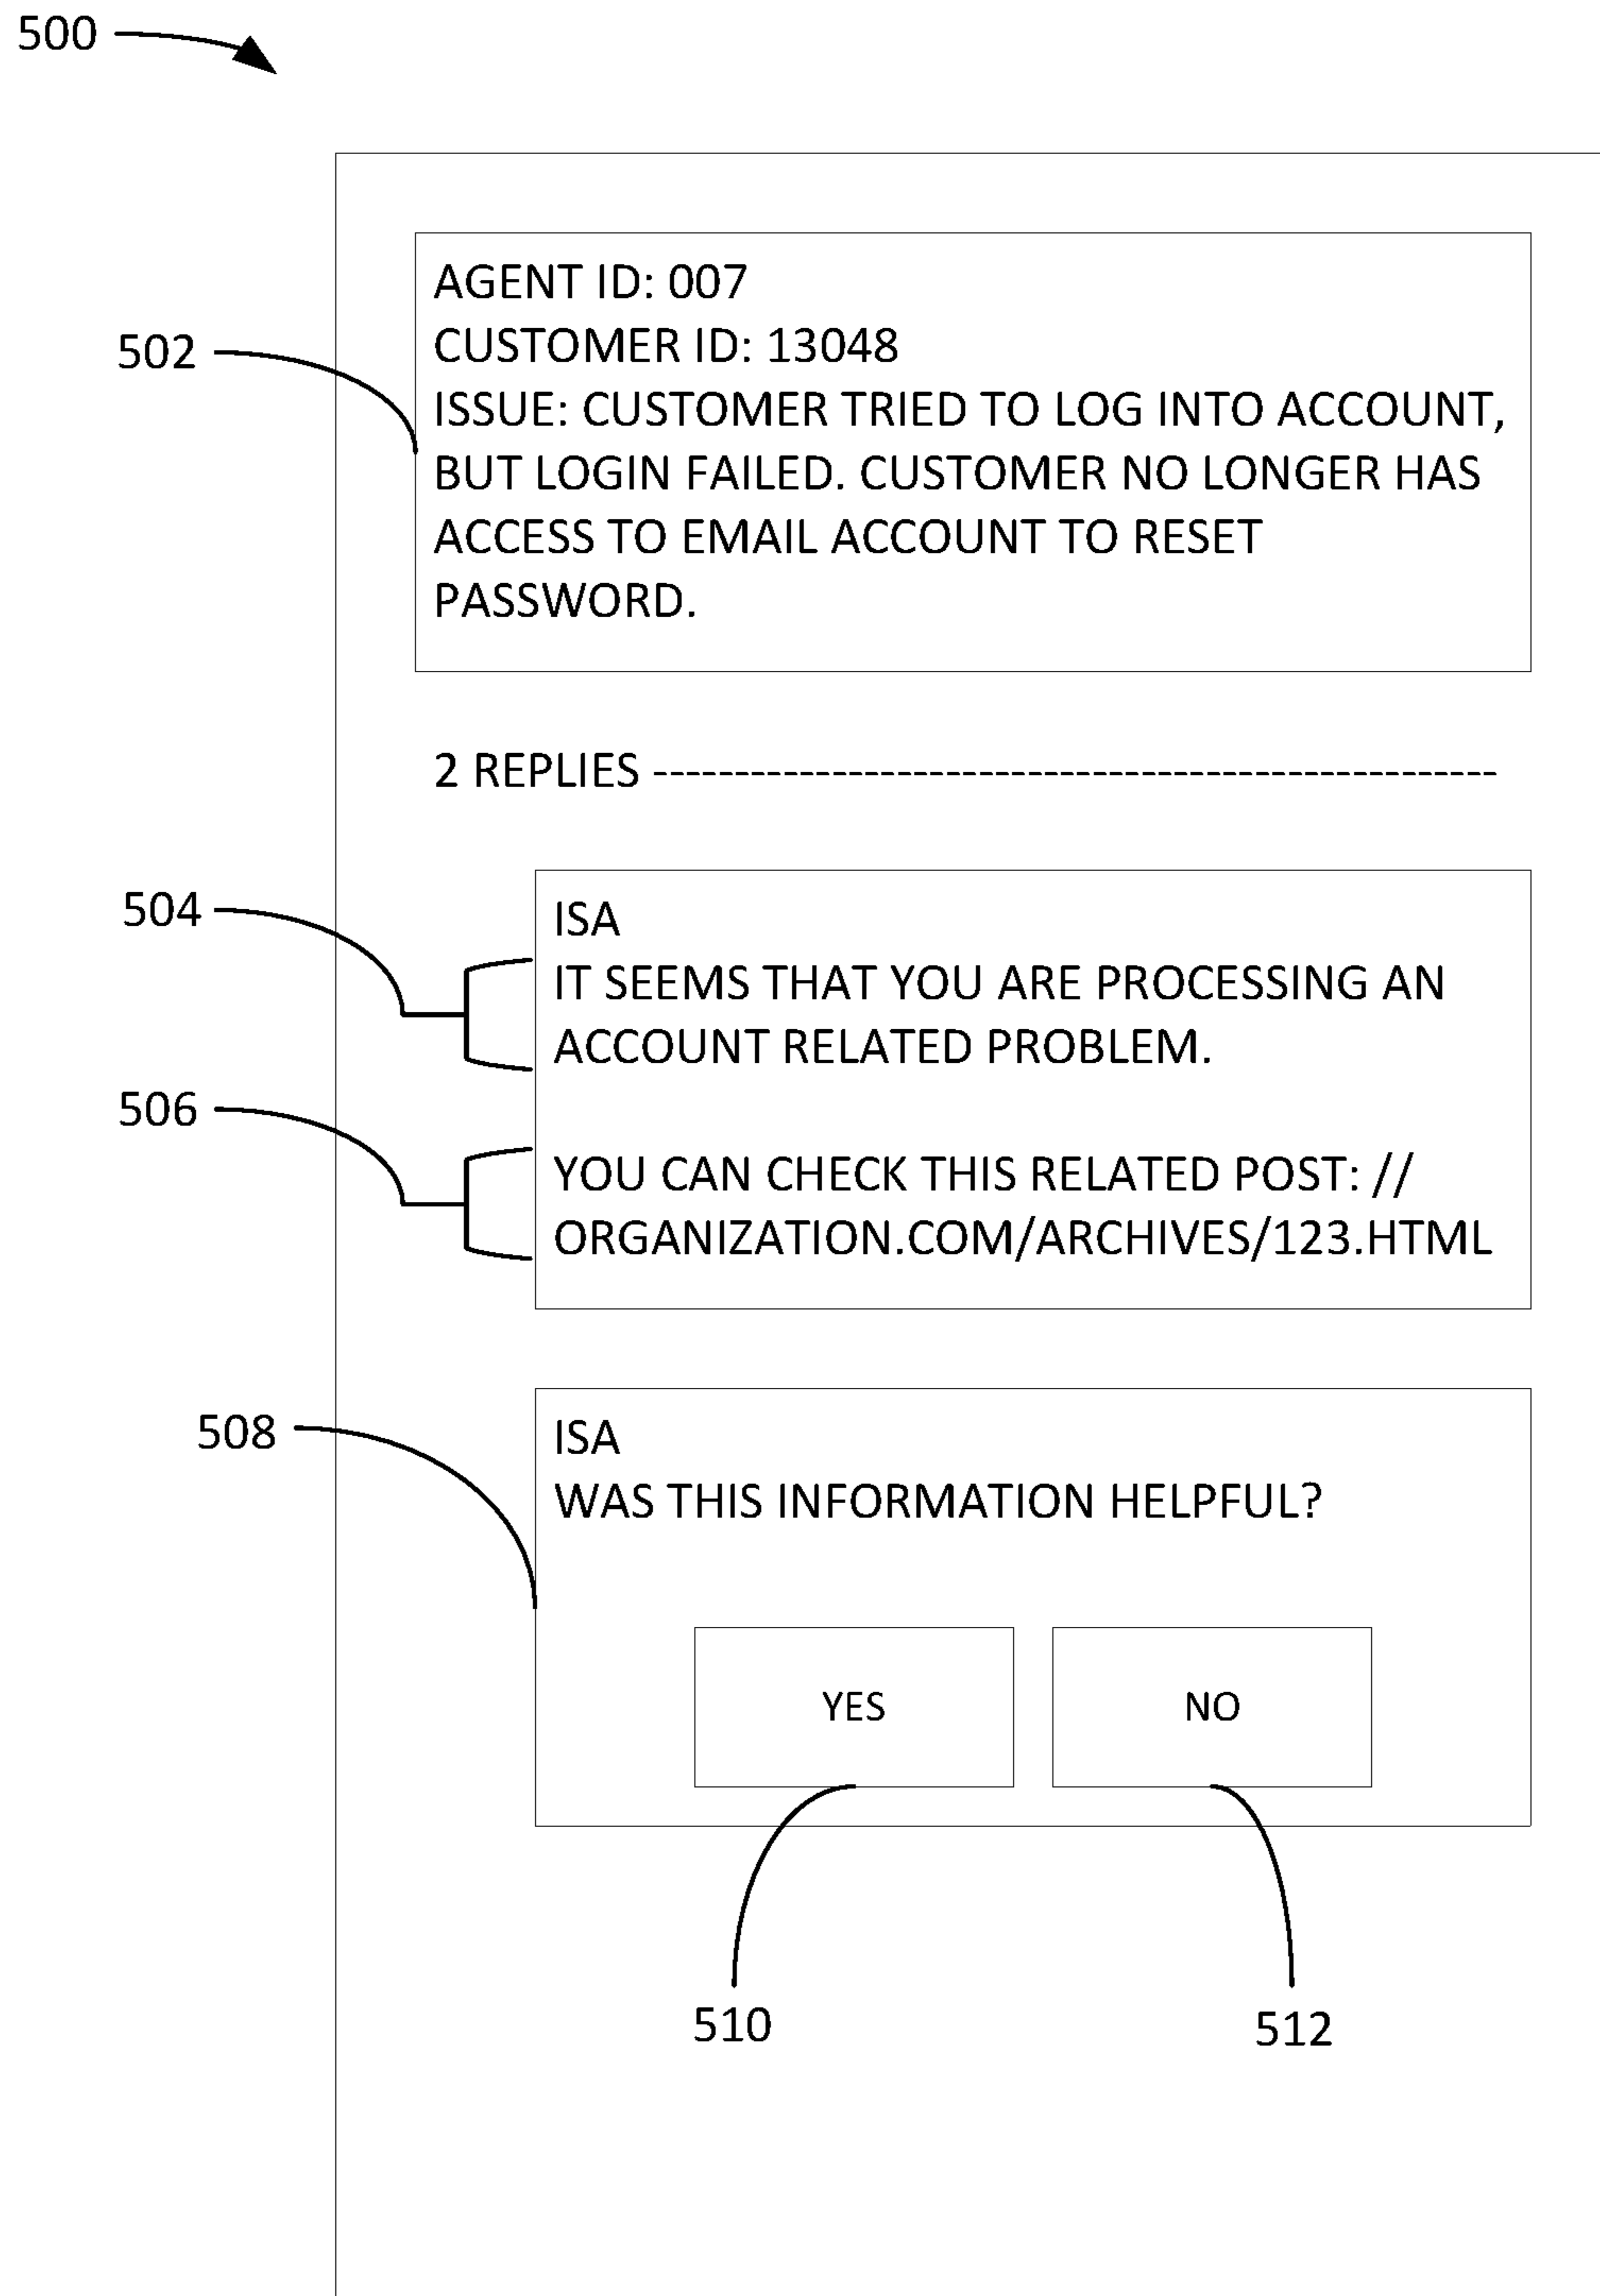 500
502
AGENT ID: 007
CUSTOMER ID: 13048
ISSUE: CUSTOMER TRIED TO LOG INTO ACCOUNT,
BUT LOGIN FAILED. CUSTOMER NO LONGER HAS
ACCESS TO EMAIL ACCOUNT TO RESET
PASSWORD.
2 REPLIES ----------------------------------------------------
504
ISA
IT SEEMS THAT YOU ARE PROCESSING AN
ACCOUNT RELATED PROBLEM.
506
YOU CAN CHECK THIS RELATED POST: //
ORGANIZATION.COM/ARCHIVES/123.HTML
508
ISA
WAS THIS INFORMATION HELPFUL?
YES
NO
510
512